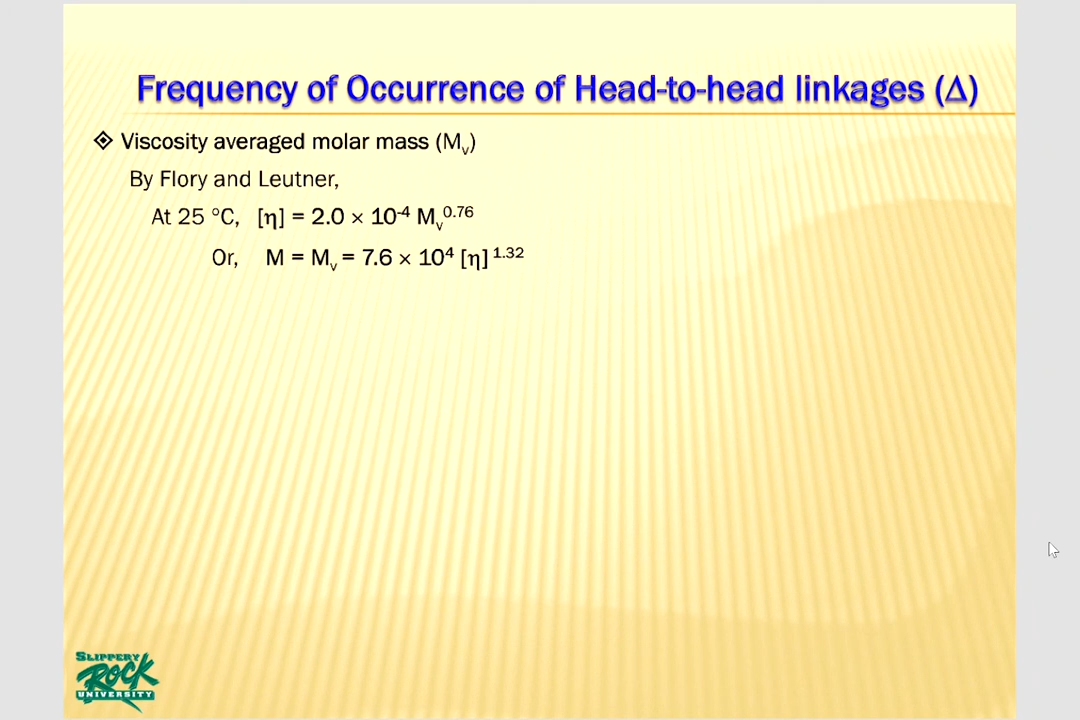 Frequency of Occurrence of Head-to-head linkages (Δ)
Viscosity averaged molar mass (Mᵥ)
By Flory and Leutner,
At 25 °C, [η] = 2.0 × 10⁻⁴ Mᵥ⁰·⁷⁶
Or, M = Mᵥ = 7.6 × 10⁴ [η]¹·³²
SLIPPERY
ROCK
UNIVERSITY